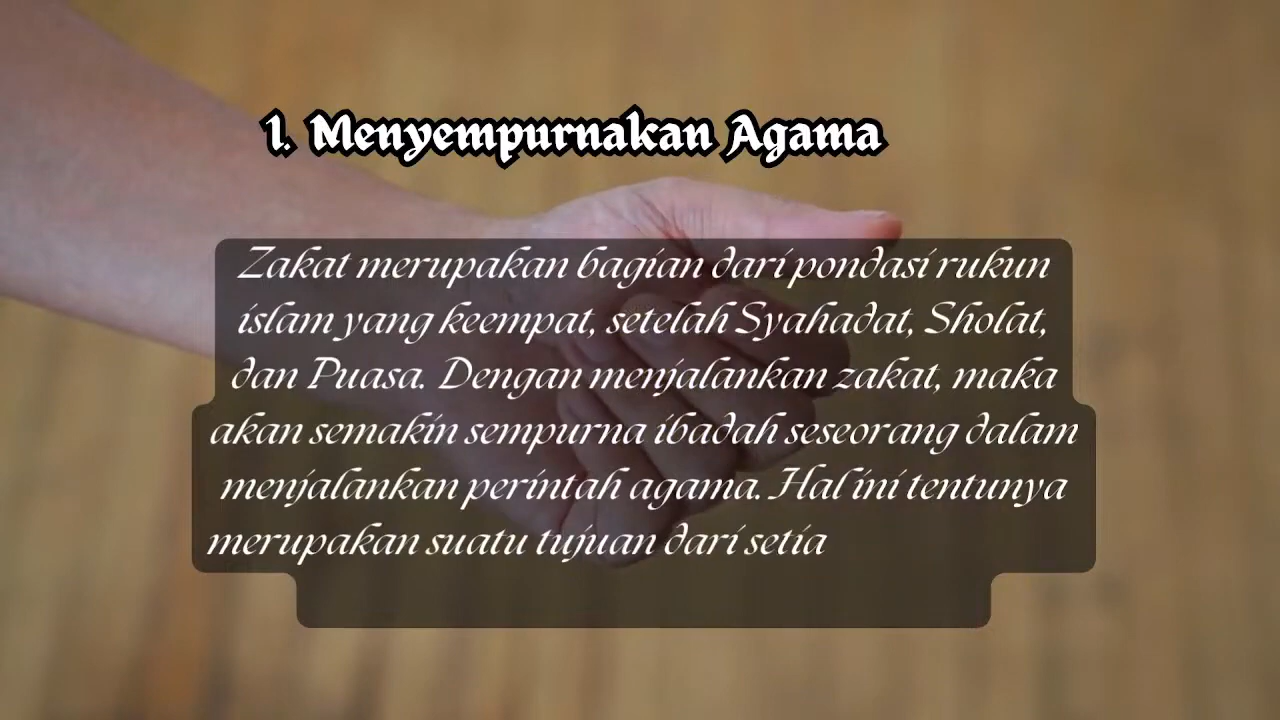 1. Menyempurnakan Agama
Zakat merupakan bagian dari pondasi rukun
islam yang keempat, setelah Syahadat, Sholat,
dan Puasa. Dengan menjalankan zakat, maka
akan semakin sempurna ibadah seseorang dalam
menjalankan perintah agama. Hal ini tentunya
merupakan suatu tujuan dari setia